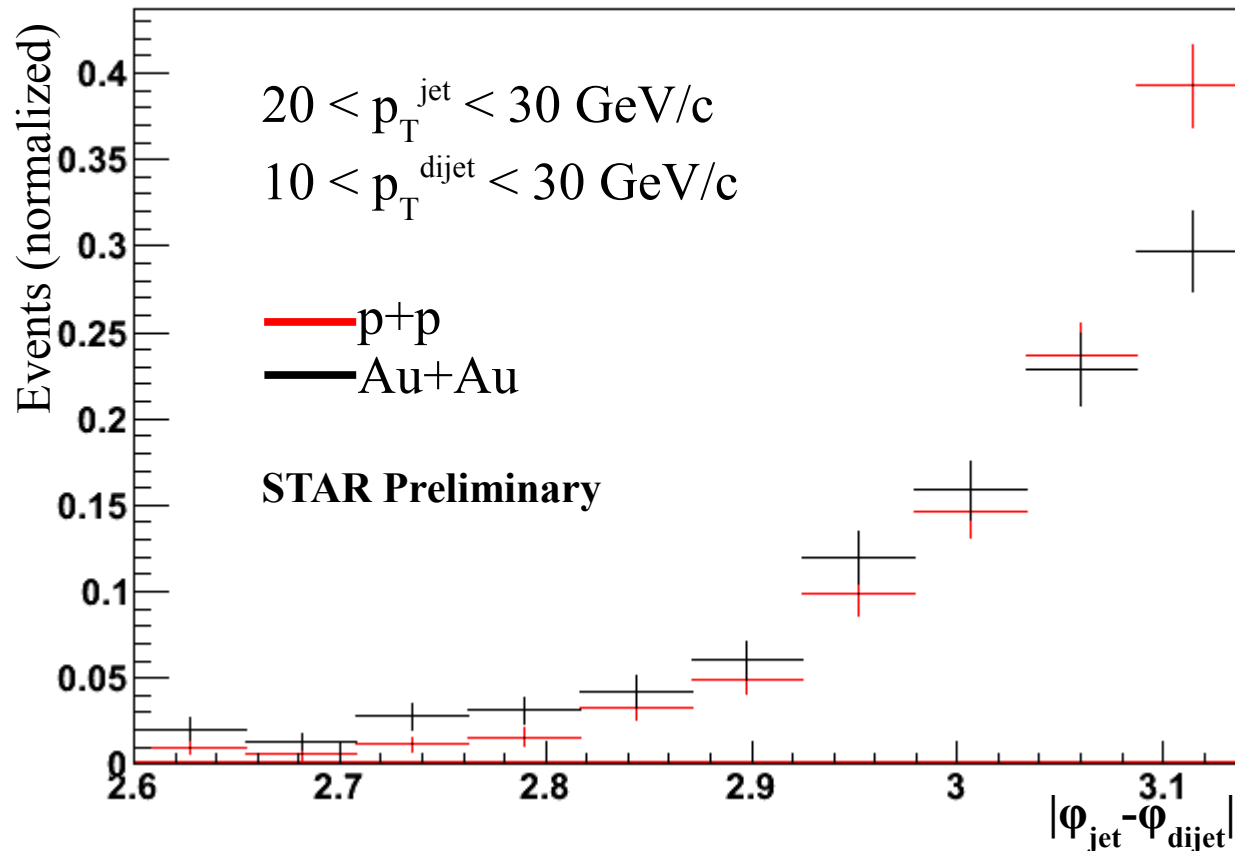 Events (normalized)
0.4
0.35
0.3
0.25
0.2
0.15
0.1
0.05
0
20 < p_T^jet < 30 GeV/c
10 < p_T^dijet < 30 GeV/c
p+p
Au+Au
STAR Preliminary
2.6 2.7 2.8 2.9 3 3.1
|φ_jet-φ_dijet|